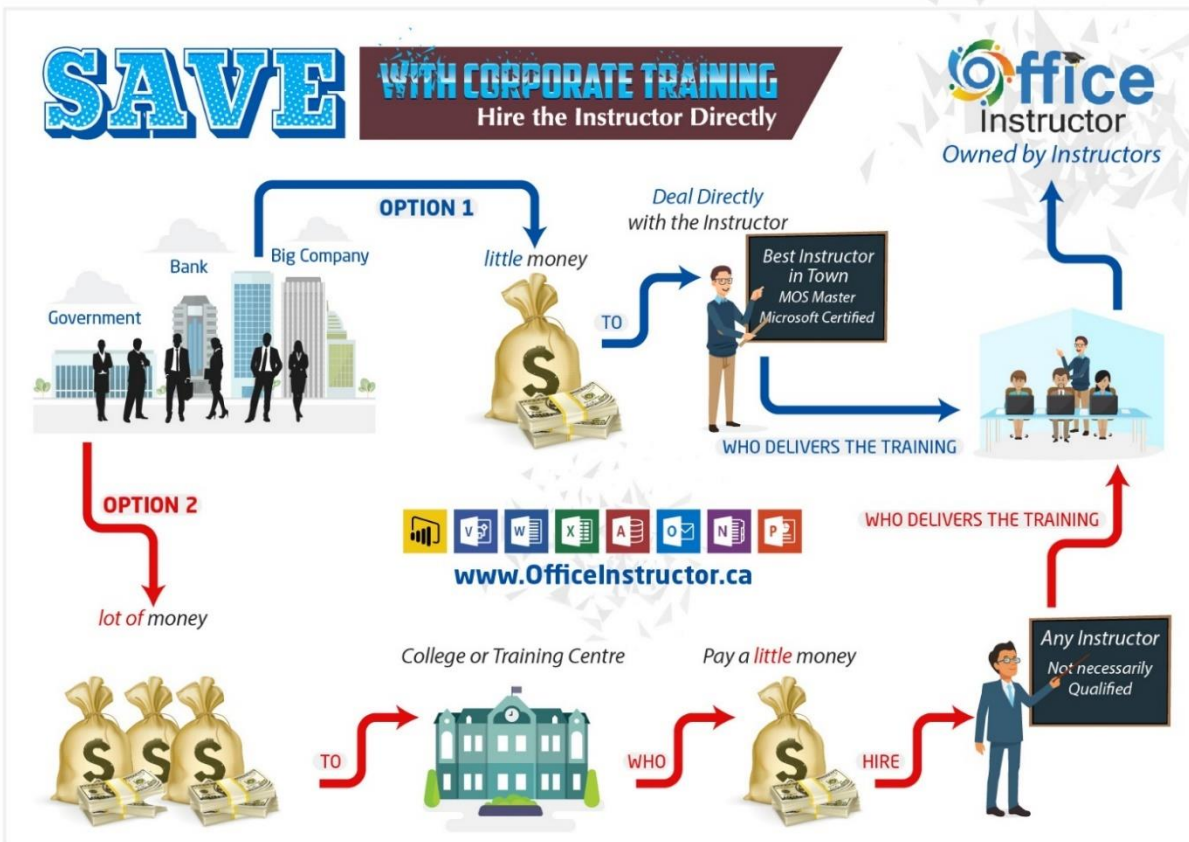 SAVE
WITH CORPORATE TRAINING
Hire the Instructor Directly
Office
Instructor
Owned by Instructors
OPTION 1
Government
Bank
Big Company
little money
TO
Deal Directly
with the Instructor
Best Instructor
in Town
MOS Master
Microsoft Certified
WHO DELIVERS THE TRAINING
$
OPTION 2
lot of money
V
W
X
A
O
N
P
www.OfficeInstructor.ca
WHO DELIVERS THE TRAINING
$
$
$
TO
College or Training Centre
WHO
Pay a little money
$
HIRE
Any Instructor
Not necessarily
Qualified